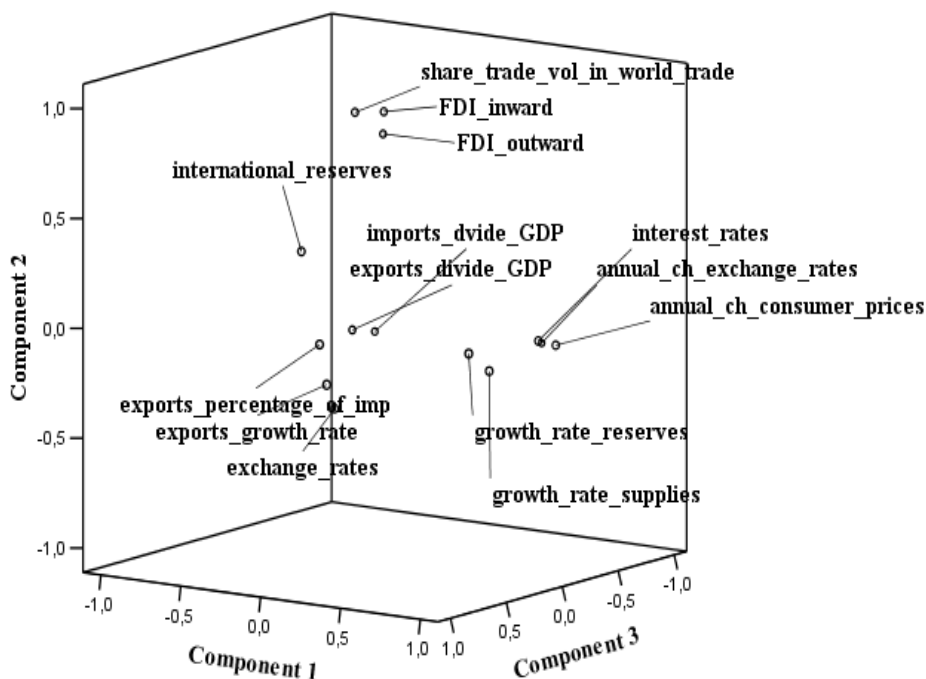 share_trade_vol_in_world_trade
1,0
FDI_inward
FDI_outward
international_reserves
0,5
imports_dvide_GDP
interest_rates
exports_divide_GDP
annual_ch_exchange_rates
annual_ch_consumer_prices
Component 2
0,0
exports_percentage_of_imp
exports_growth_rate
growth_rate_reserves
-0,5
exchange_rates
growth_rate_supplies
-1,0
-1,0
-0,5
0,0
0,5
1,0
Component 1
1,0
0,5
0,0
-0,5
-1,0
Component 3